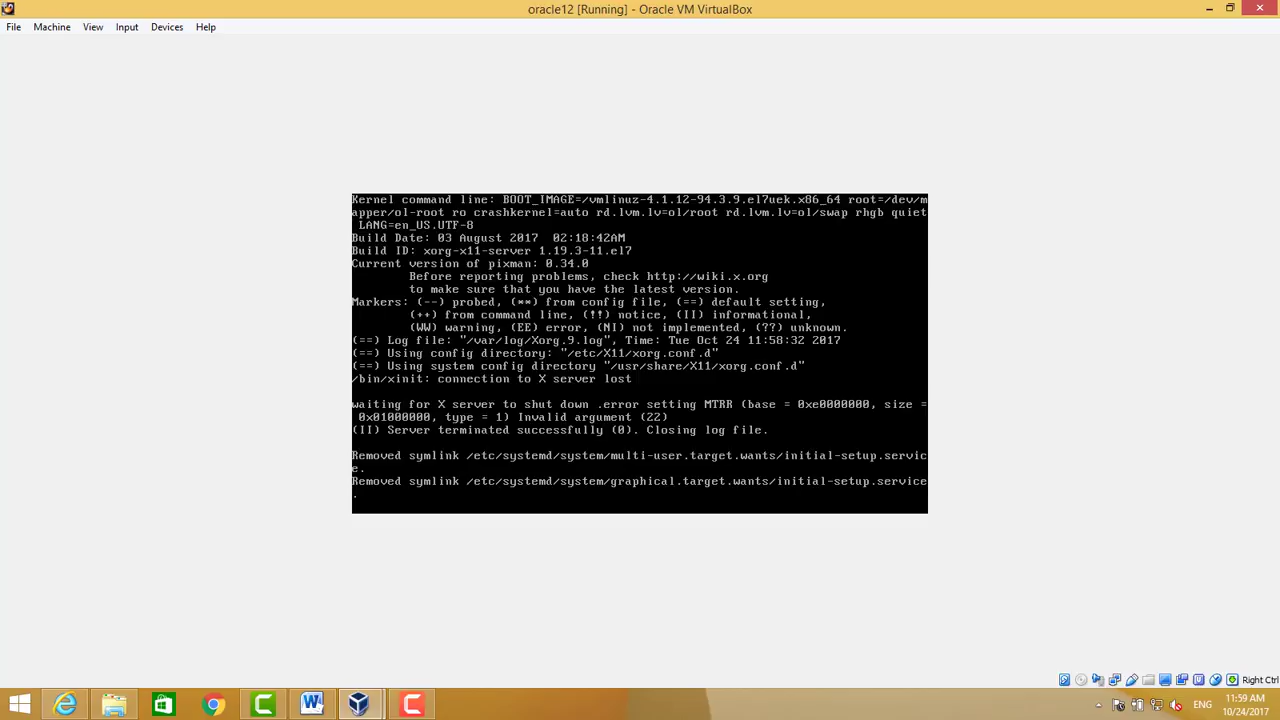 oracle12 [Running] - Oracle VM VirtualBox
File Machine View Input Devices Help
Kernel command line: BOOT_IMAGE=/vmlinuz-4.1.12-94.3.9.el7uek.x86_64 root=/dev/m
apper/ol-root ro crashkernel=auto rd.lvm.lv=ol/root rd.lvm.lv=ol/swap rhgb quiet
LANG=en_US.UTF-8
Build Date: 03 August 2017  02:18:42AM
Build ID: xorg-x11-server 1.19.3-11.el7
Current version of pixman: 0.34.0
Before reporting problems, check http://wiki.x.org
to make sure that you have the latest version.
Markers: (--) probed, (**) from config file, (==) default setting,
(++) from command line, (!!) notice, (II) informational,
(WW) warning, (EE) error, (NI) not implemented, (??) unknown.
(==) Log file: "/var/log/Xorg.9.log", Time: Tue Oct 24 11:58:32 2017
(==) Using config directory: "/etc/X11/xorg.conf.d"
(==) Using system config directory "/usr/share/X11/xorg.conf.d"
/bin/xinit: connection to X server lost
waiting for X server to shut down .error setting MTRR (base = 0xe0000000, size =
0x01000000, type = 1) Invalid argument (22)
(II) Server terminated successfully (0). Closing log file.
Removed symlink /etc/systemd/system/multi-user.target.wants/initial-setup.servic
e.
Removed symlink /etc/systemd/system/graphical.target.wants/initial-setup.service
.
Right Ctrl
ENG
11:59 AM
10/24/2017